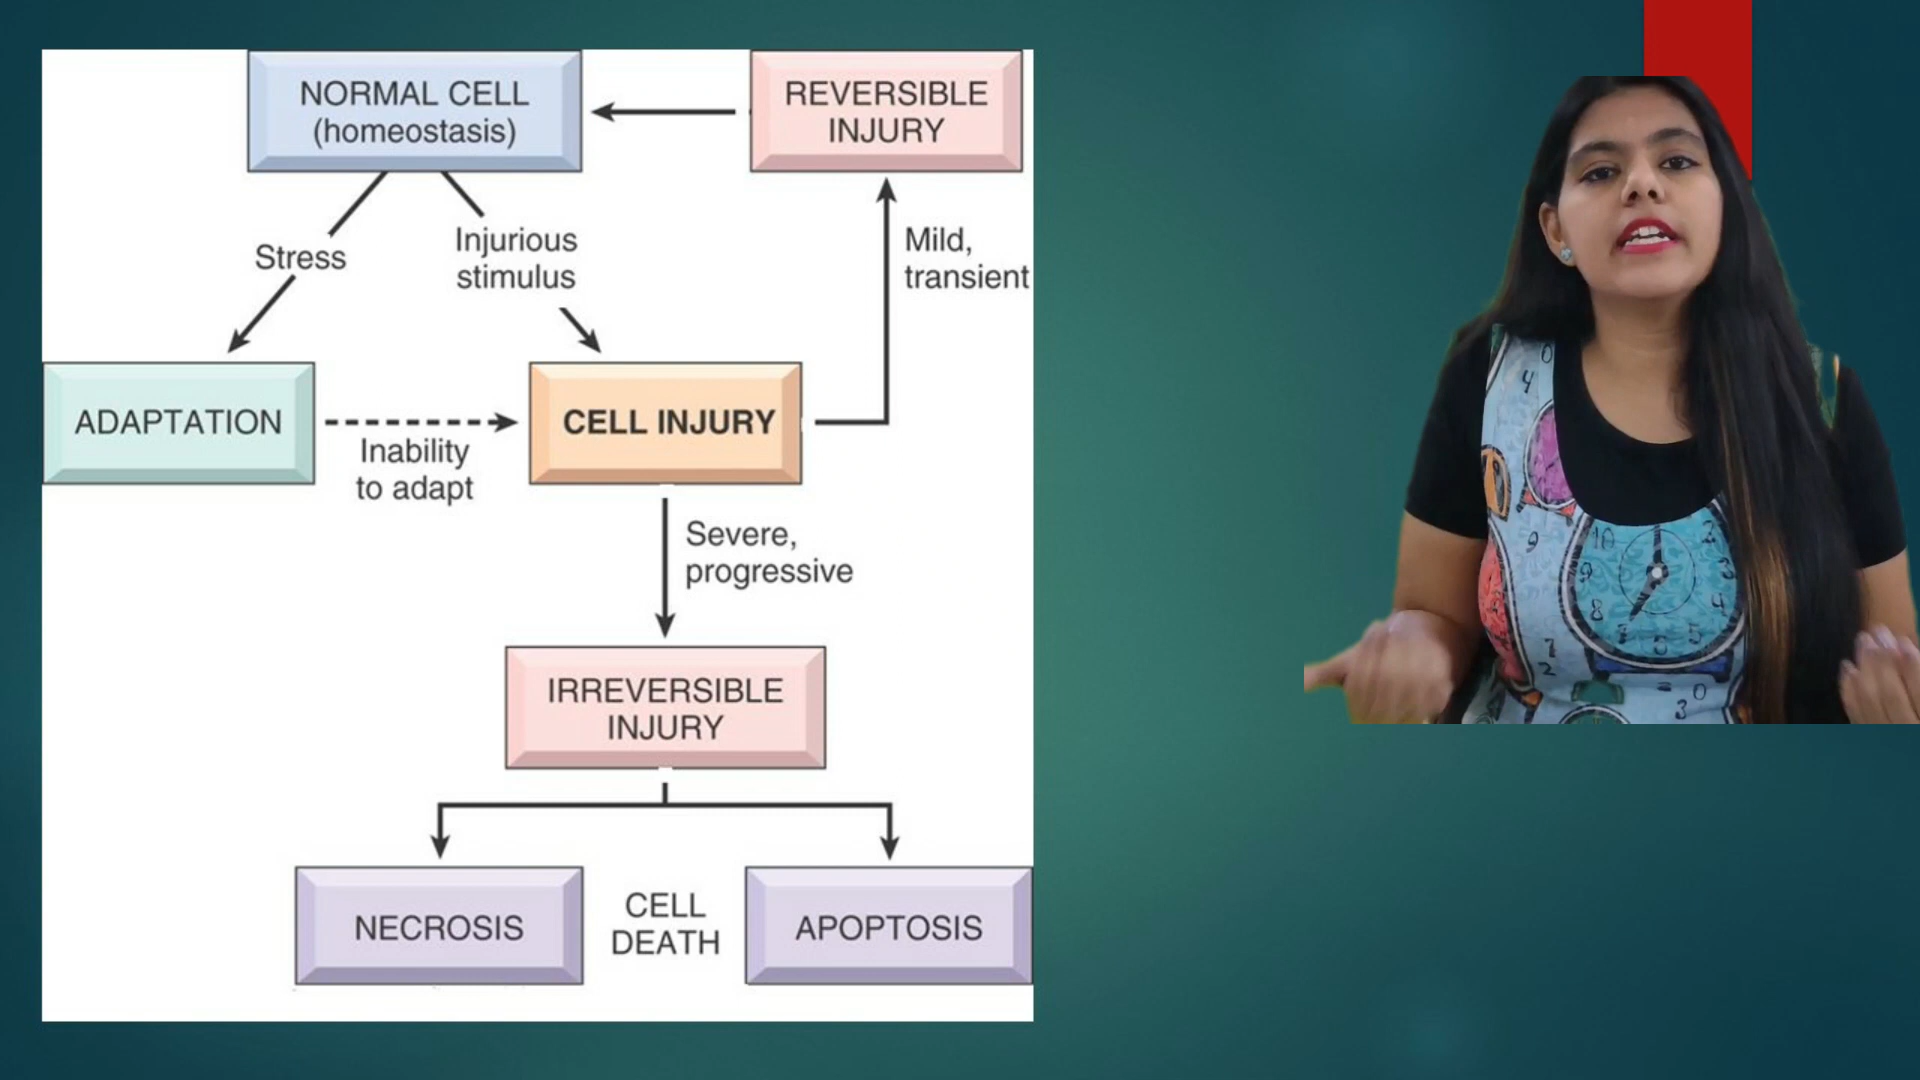 NORMAL CELL
(homeostasis)
REVERSIBLE
INJURY
Stress
Injurious
stimulus
Mild,
transient
ADAPTATION
Inability
to adapt
CELL INJURY
Severe,
progressive
IRREVERSIBLE
INJURY
NECROSIS
CELL
DEATH
APOPTOSIS